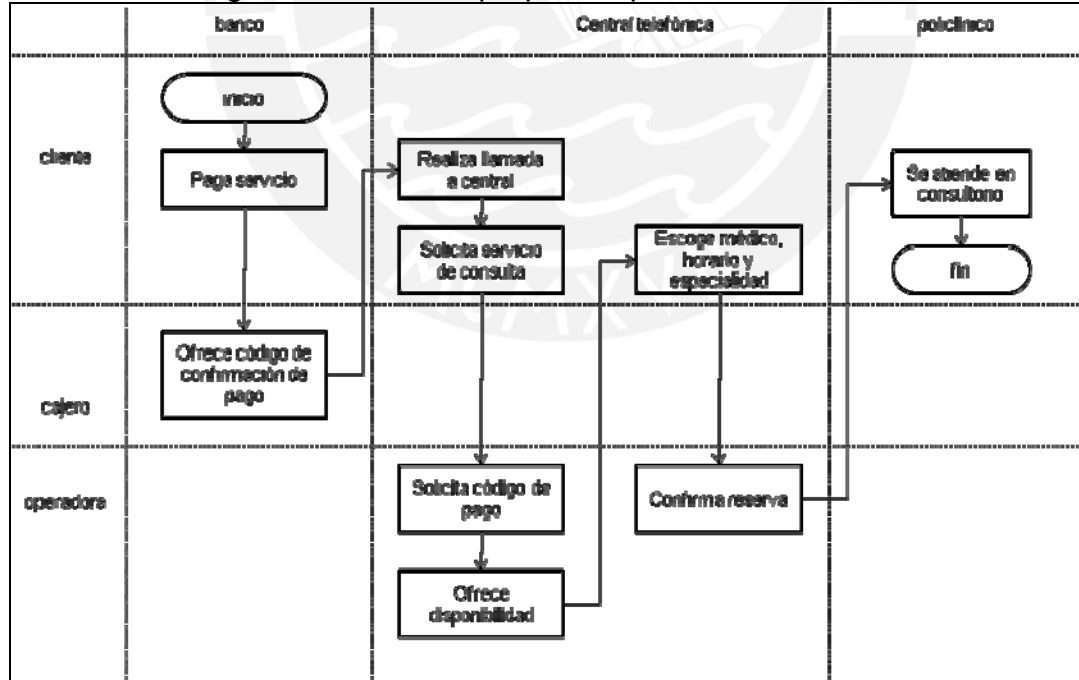 banco
Central telefónica
policlínico
cliente
inicio
Paga servicio
Realiza llamada
a central
Solicita servicio
de consulta
Escoge médico,
horario y
especialidad
Se atiende en
consultorio
fin
cajero
Ofrece código de
confirmación de
pago
operadora
Solicita código de
pago
Ofrece
disponibilidad
Confirma reserva